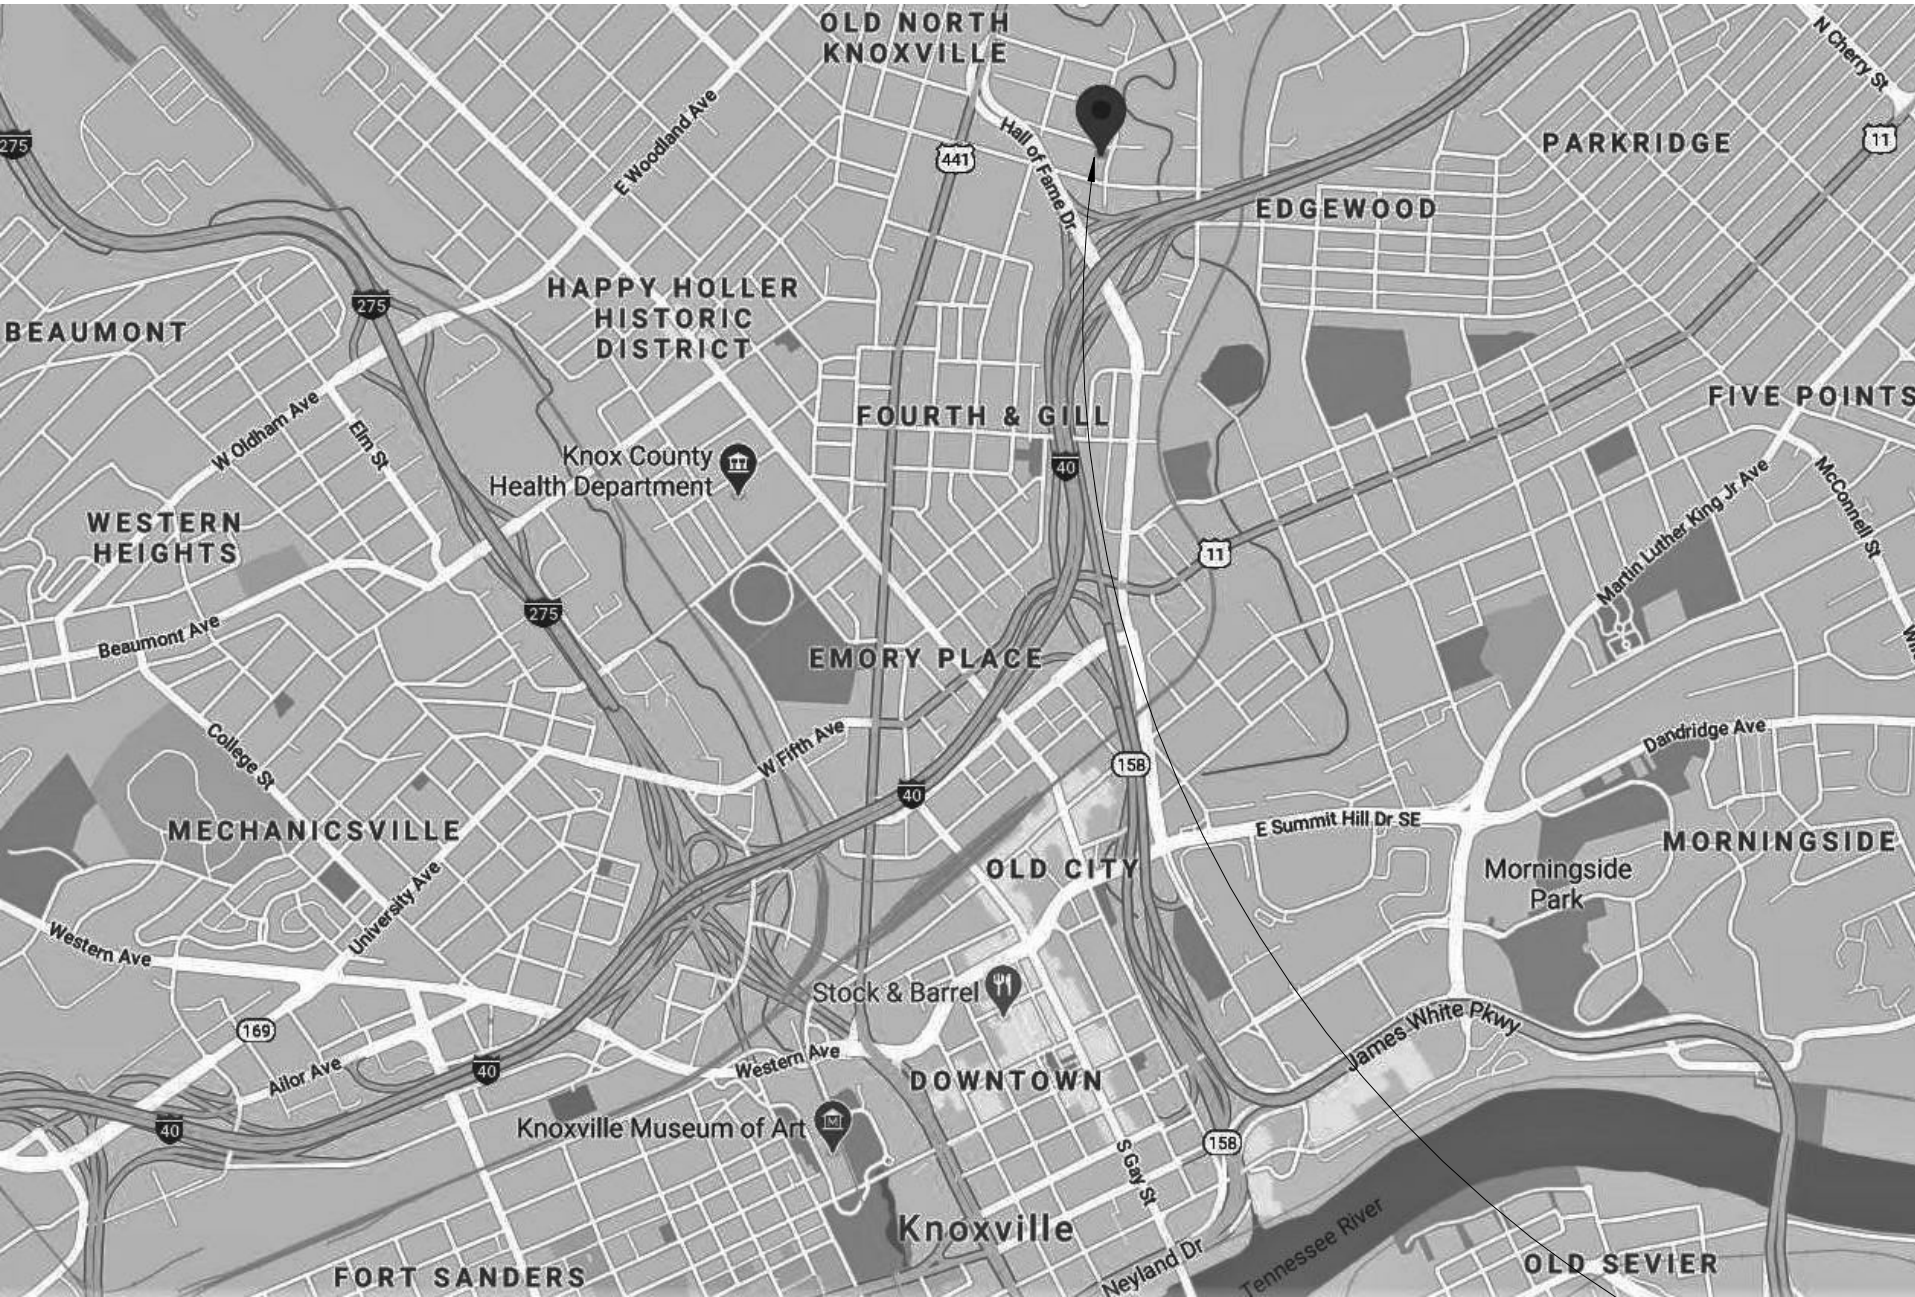 OLD NORTH
KNOXVILLE
N Cherry St
275
E Woodland Ave
441
Hall of Fame Dr
PARKRIDGE
11
EDGEWOOD
HAPPY HOLLER
HISTORIC
DISTRICT
275
BEAUMONT
W Oldham Ave
Elm St
FOURTH & GILL
FIVE POINTS
Knox County
Health Department
40
Martin Luther King Jr Ave
McConnell St
WESTERN
HEIGHTS
11
275
Beaumont Ave
EMORY PLACE
College St
W Fifth Ave
Dandridge Ave
158
40
MECHANICSVILLE
E Summit Hill Dr SE
MORNINGSIDE
OLD CITY
Morningside
Park
University Ave
Western Ave
Stock & Barrel
169
James White Pkwy
Ailor Ave
40
Western Ave
DOWNTOWN
40
Knoxville Museum of Art
158
S Gay St
Knoxville
Tennessee River
Neyland Dr
OLD SEVIER
FORT SANDERS